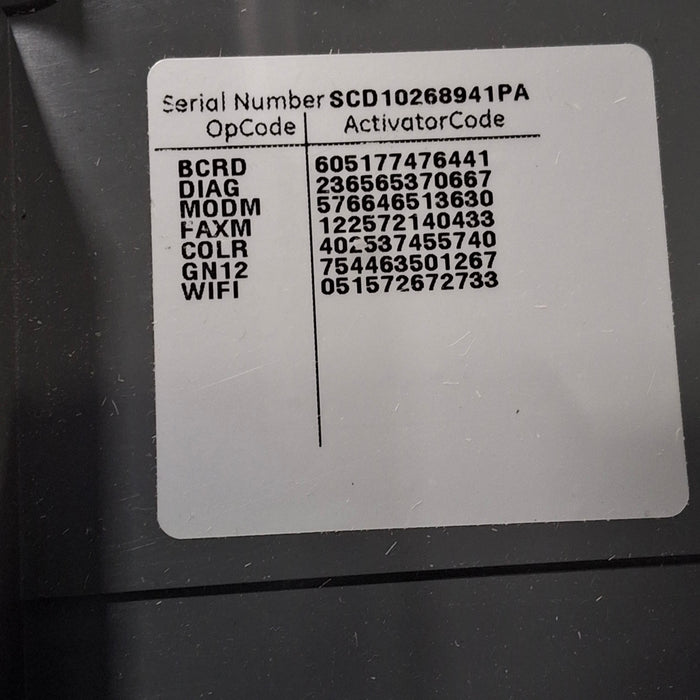 Serial Number SCD10268941PA
OpCode ActivatorCode
BCRD 605177476441
DIAG 236565370667
MODM 576646513630
FAXM 122572140433
COLR 402537455740
GN12 754463501267
WIFI 051572672733